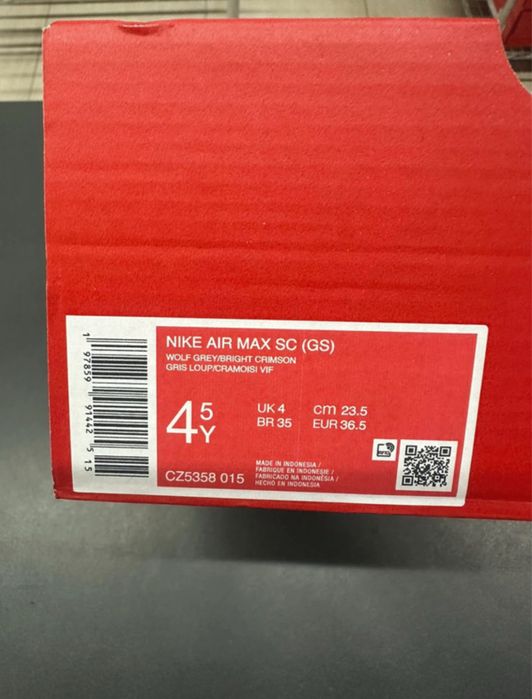 NIKE AIR MAX SC (GS)
WOLF GREY/BRIGHT CRIMSON
GRIS LOUP/CRAMOISI VIF
4 5 Y
UK 4 cm 23.5
BR 35 EUR 36.5
CZ5358 015
MADE IN INDONESIA /
FABRIQUE EN INDONESIE /
FABRICADO NA INDONÉSIA /
HECHO EN INDONESIA
1 97859 91442 5 15